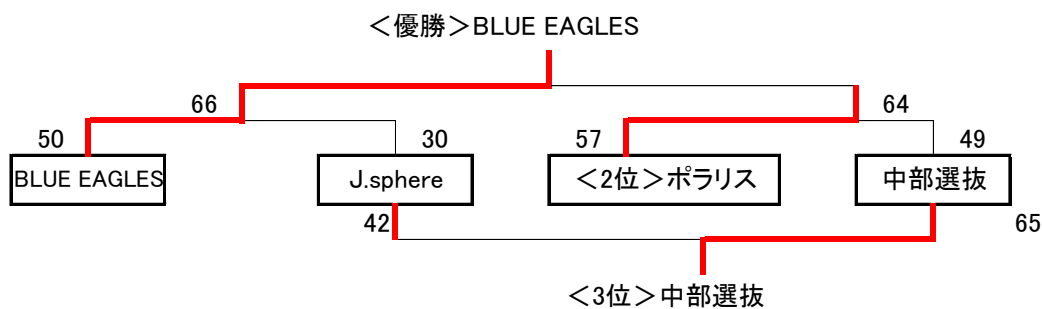 ＜優勝＞BLUE EAGLES
66
64
50
30
57
49
BLUE EAGLES
J.sphere
＜2位＞ポラリス
中部選抜
42
65
＜3位＞中部選抜